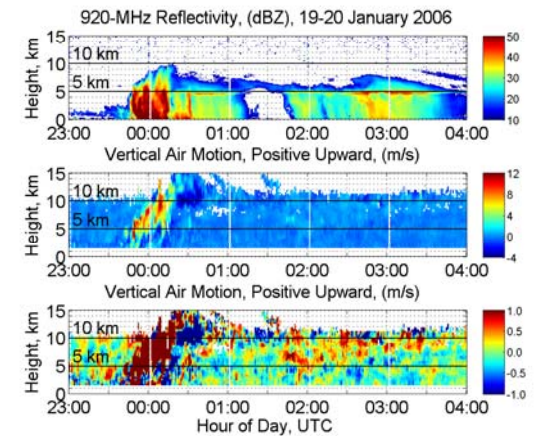 920-MHz Reflectivity, (dBZ), 19-20 January 2006
15
10 km
10
5 km
5
0
Height, km
50
40
30
20
10
23:00 00:00 01:00 02:00 03:00 04:00
Vertical Air Motion, Positive Upward, (m/s)
15
10 km
10
5 km
5
0
Height, km
12
8
4
0
-4
23:00 00:00 01:00 02:00 03:00 04:00
Vertical Air Motion, Positive Upward, (m/s)
15
10 km
10
5 km
5
0
Height, km
1.0
0.5
0.0
-0.5
-1.0
23:00 00:00 01:00 02:00 03:00 04:00
Hour of Day, UTC